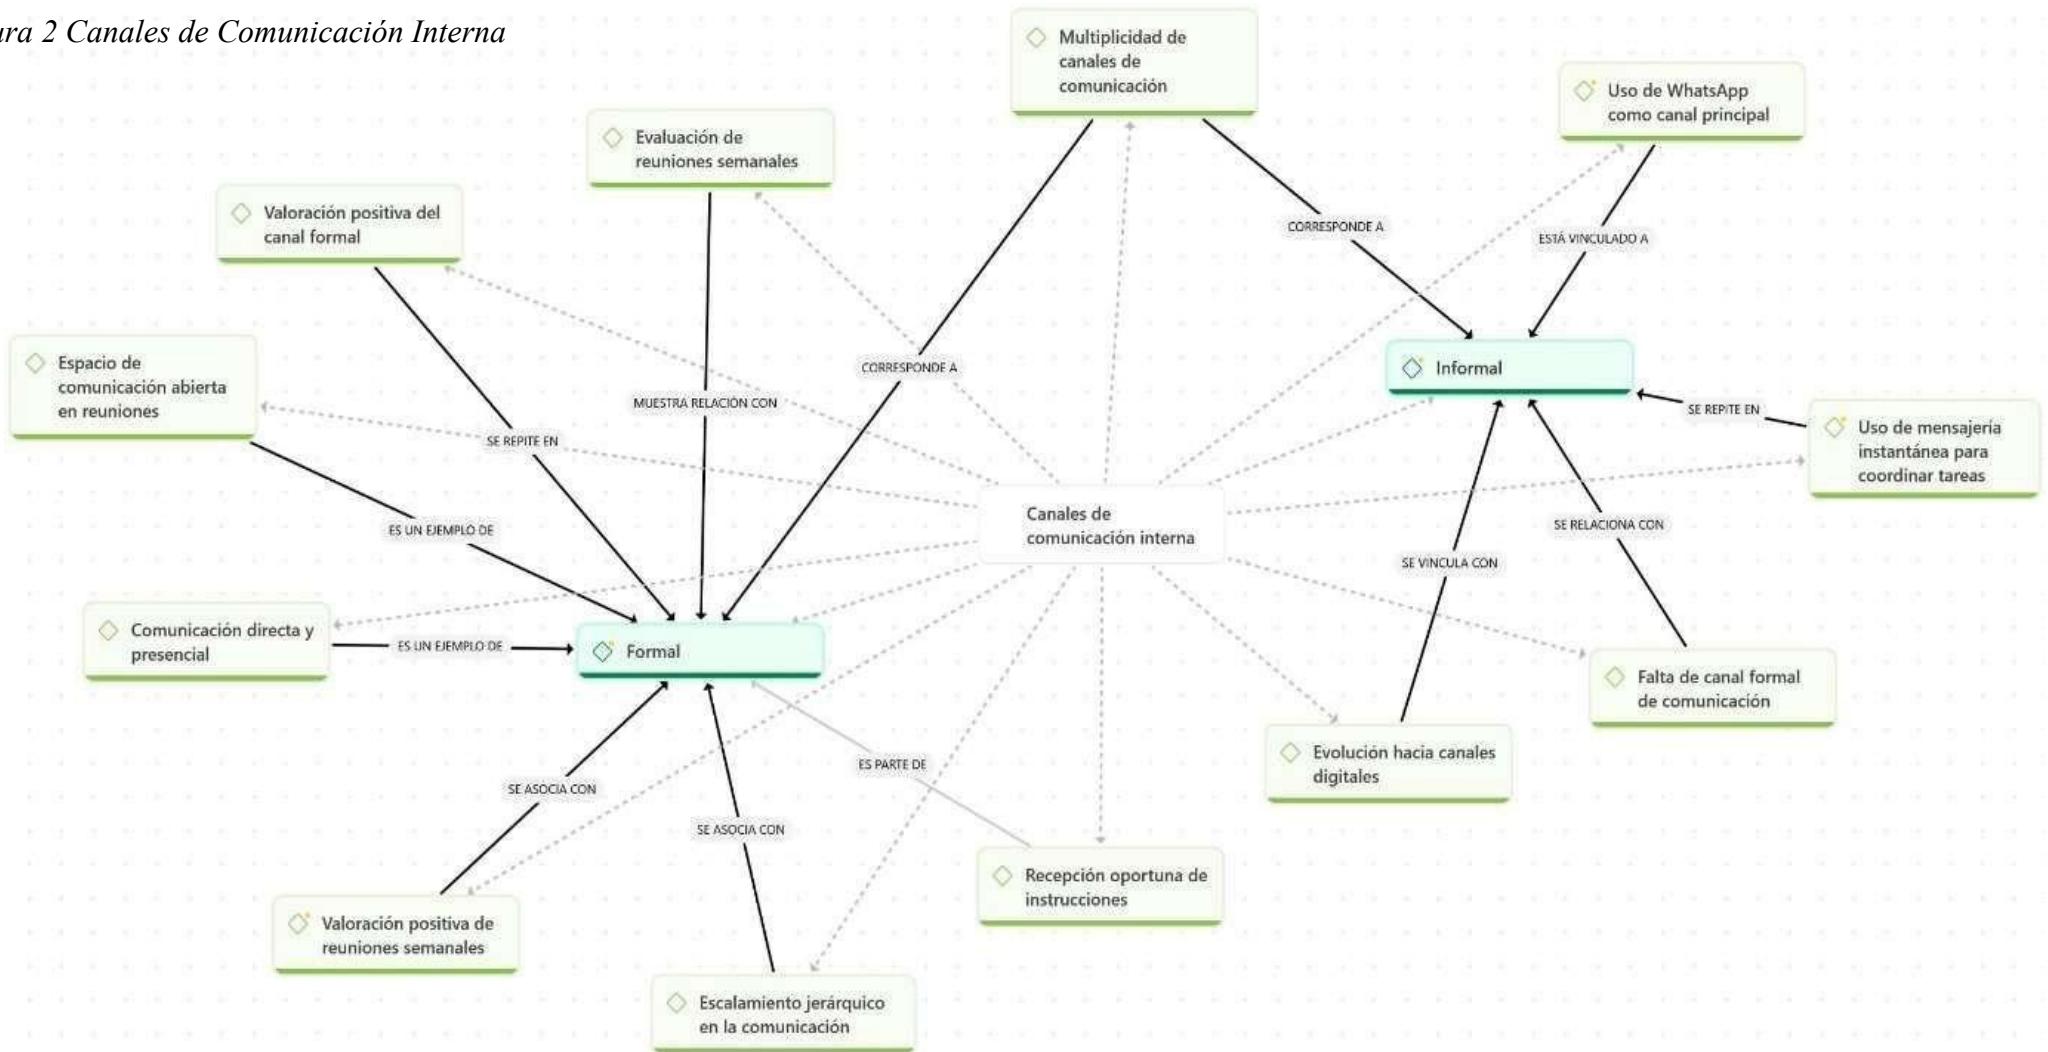 ra 2 Canales de Comunicación Interna
Multiplicidad de
canales de
comunicación
Uso de WhatsApp
como canal principal
Evaluación de
reuniones semanales
Valoración positiva del
canal formal
CORRESPONDE A
ESTÁ VINCULADO A
Espacio de
comunicación abierta
en reuniones
CORRESPONDE A
Informal
MUESTRA RELACIÓN CON
SE REPITE EN
SE REPITE EN
Uso de mensajería
instantánea para
coordinar tareas
ES UN EJEMPLO DE
Canales de
comunicación interna
SE RELACIONA CON
SE VINCULA CON
Comunicación directa y
presencial
ES UN EJEMPLO DE
Formal
Falta de canal formal
de comunicación
Evolución hacia canales
digitales
ES PARTE DE
SE ASOCIA CON
SE ASOCIA CON
Recepción oportuna de
instrucciones
Valoración positiva de
reuniones semanales
Escalamiento jerárquico
en la comunicación